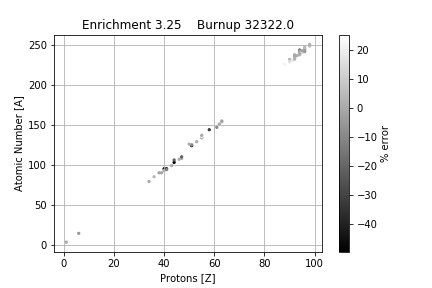 Enrichment 3.25 Burnup 32322.0
250
200
150
100
50
0
Atomic Number [A]
0 20 40 60 80 100
Protons [Z]
20
10
0
−10
−20
−30
−40
% error